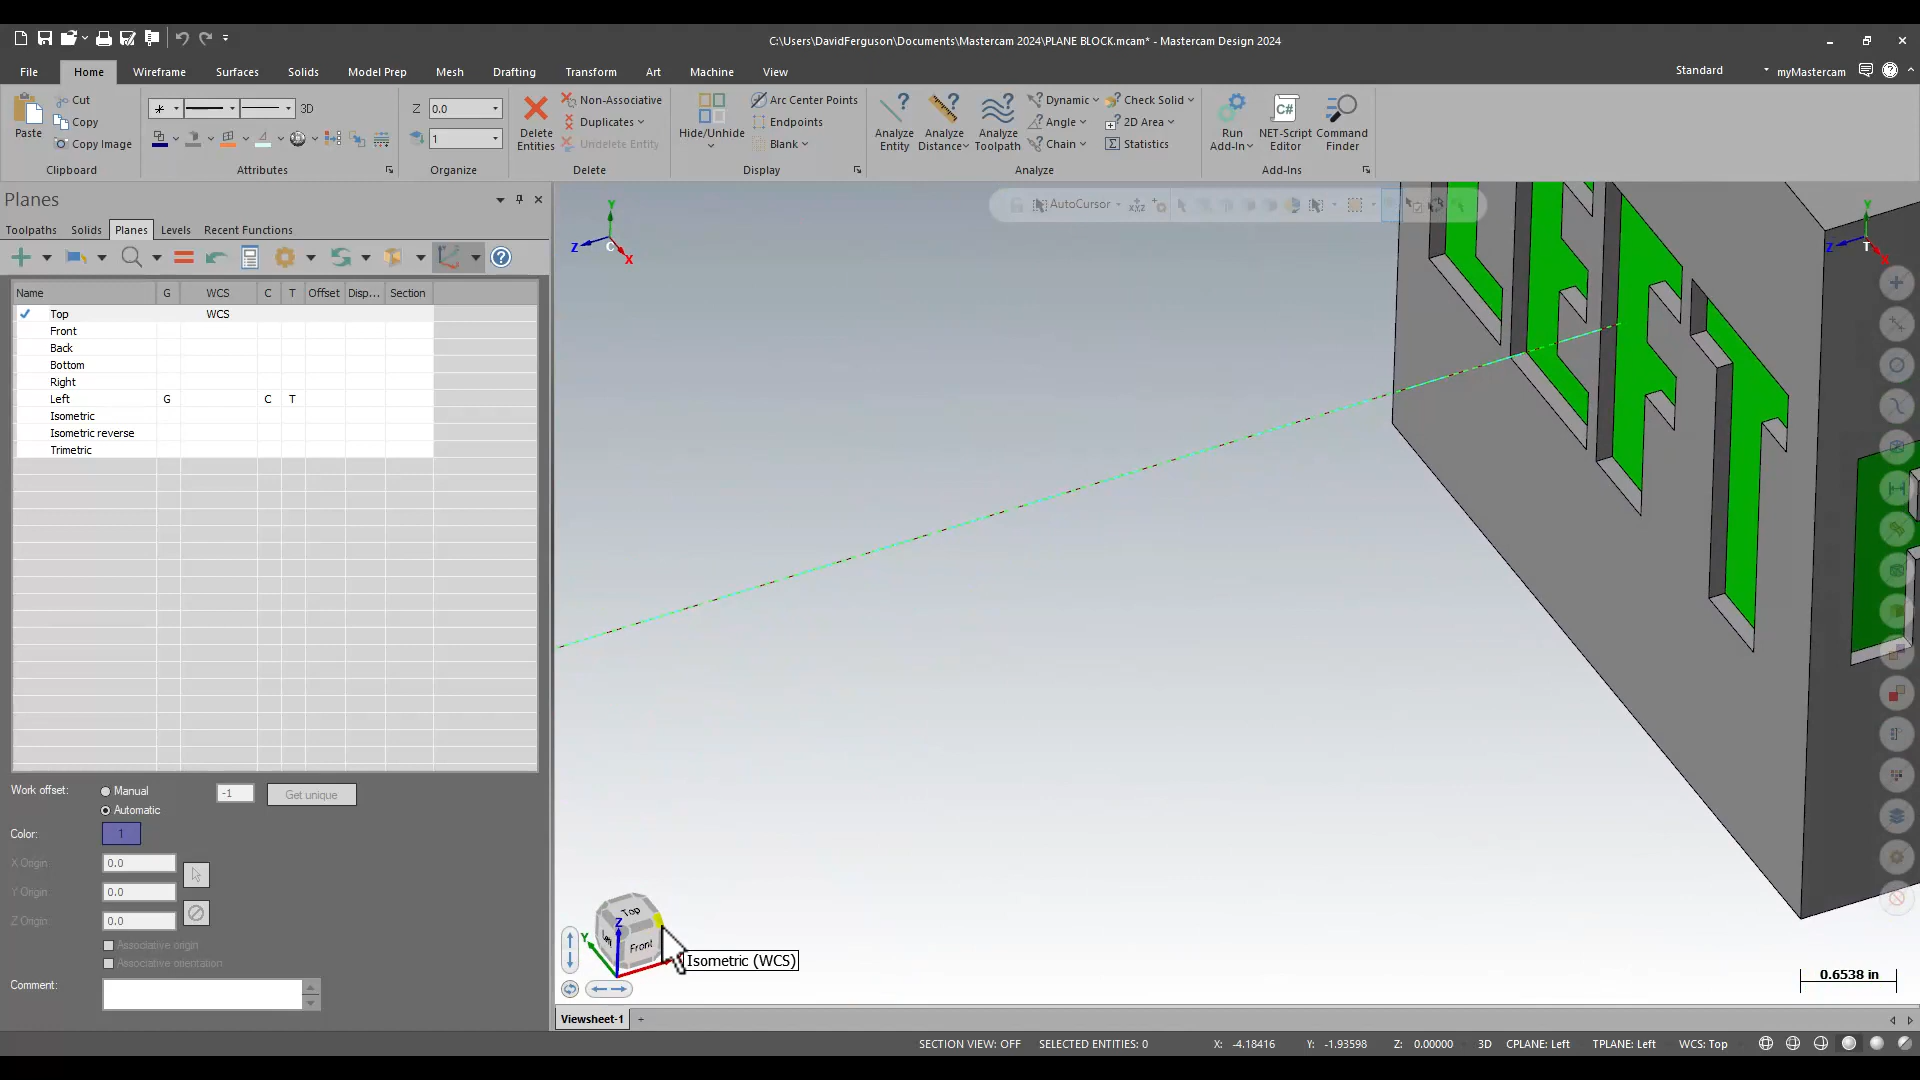 C:\Users\DavidFerguson\Documents\Mastercam 2024\PLANE BLOCK.mcam* - Mastercam Design 2024
File Home Wireframe Surfaces Solids Model Prep Mesh Drafting Transform Art Machine View Standard myMastercam
Paste
Cut
Copy
Copy Image
Clipboard
3D
Attributes
Z 0.0
1
Organize
Delete Entities
Non-Associative
Duplicates
Undelete Entity
Delete
Hide/Unhide
Arc Center Points
Endpoints
Blank
Display
Analyze Entity
Analyze Distance
Analyze Toolpath
Dynamic
Angle
Chain
Check Solid
2D Area
Statistics
Analyze
Run Add-In
C#
NET-Script Editor
Command Finder
Add-Ins
Planes
Toolpaths Solids Planes Levels Recent Functions
Name G WCS C T Offset Disp... Section
Top WCS
Front
Back
Bottom
Right
Left G C T
Isometric
Isometric reverse
Trimetric
Work offset: Manual -1 Get unique
Automatic
Color: 1
X Origin 0.0
Y Origin 0.0
Z Origin 0.0
Associative origin
Associative orientation
Comment:
AutoCursor
Y
Z C X
Y
Z T X
LEFT
Top
Z
Y Left Front
Isometric (WCS)
0.6538 in
Viewsheet-1 +
SECTION VIEW: OFF SELECTED ENTITIES: 0 X: -4.18416 Y: -1.93598 Z: 0.00000 3D CPLANE: Left TPLANE: Left WCS: Top